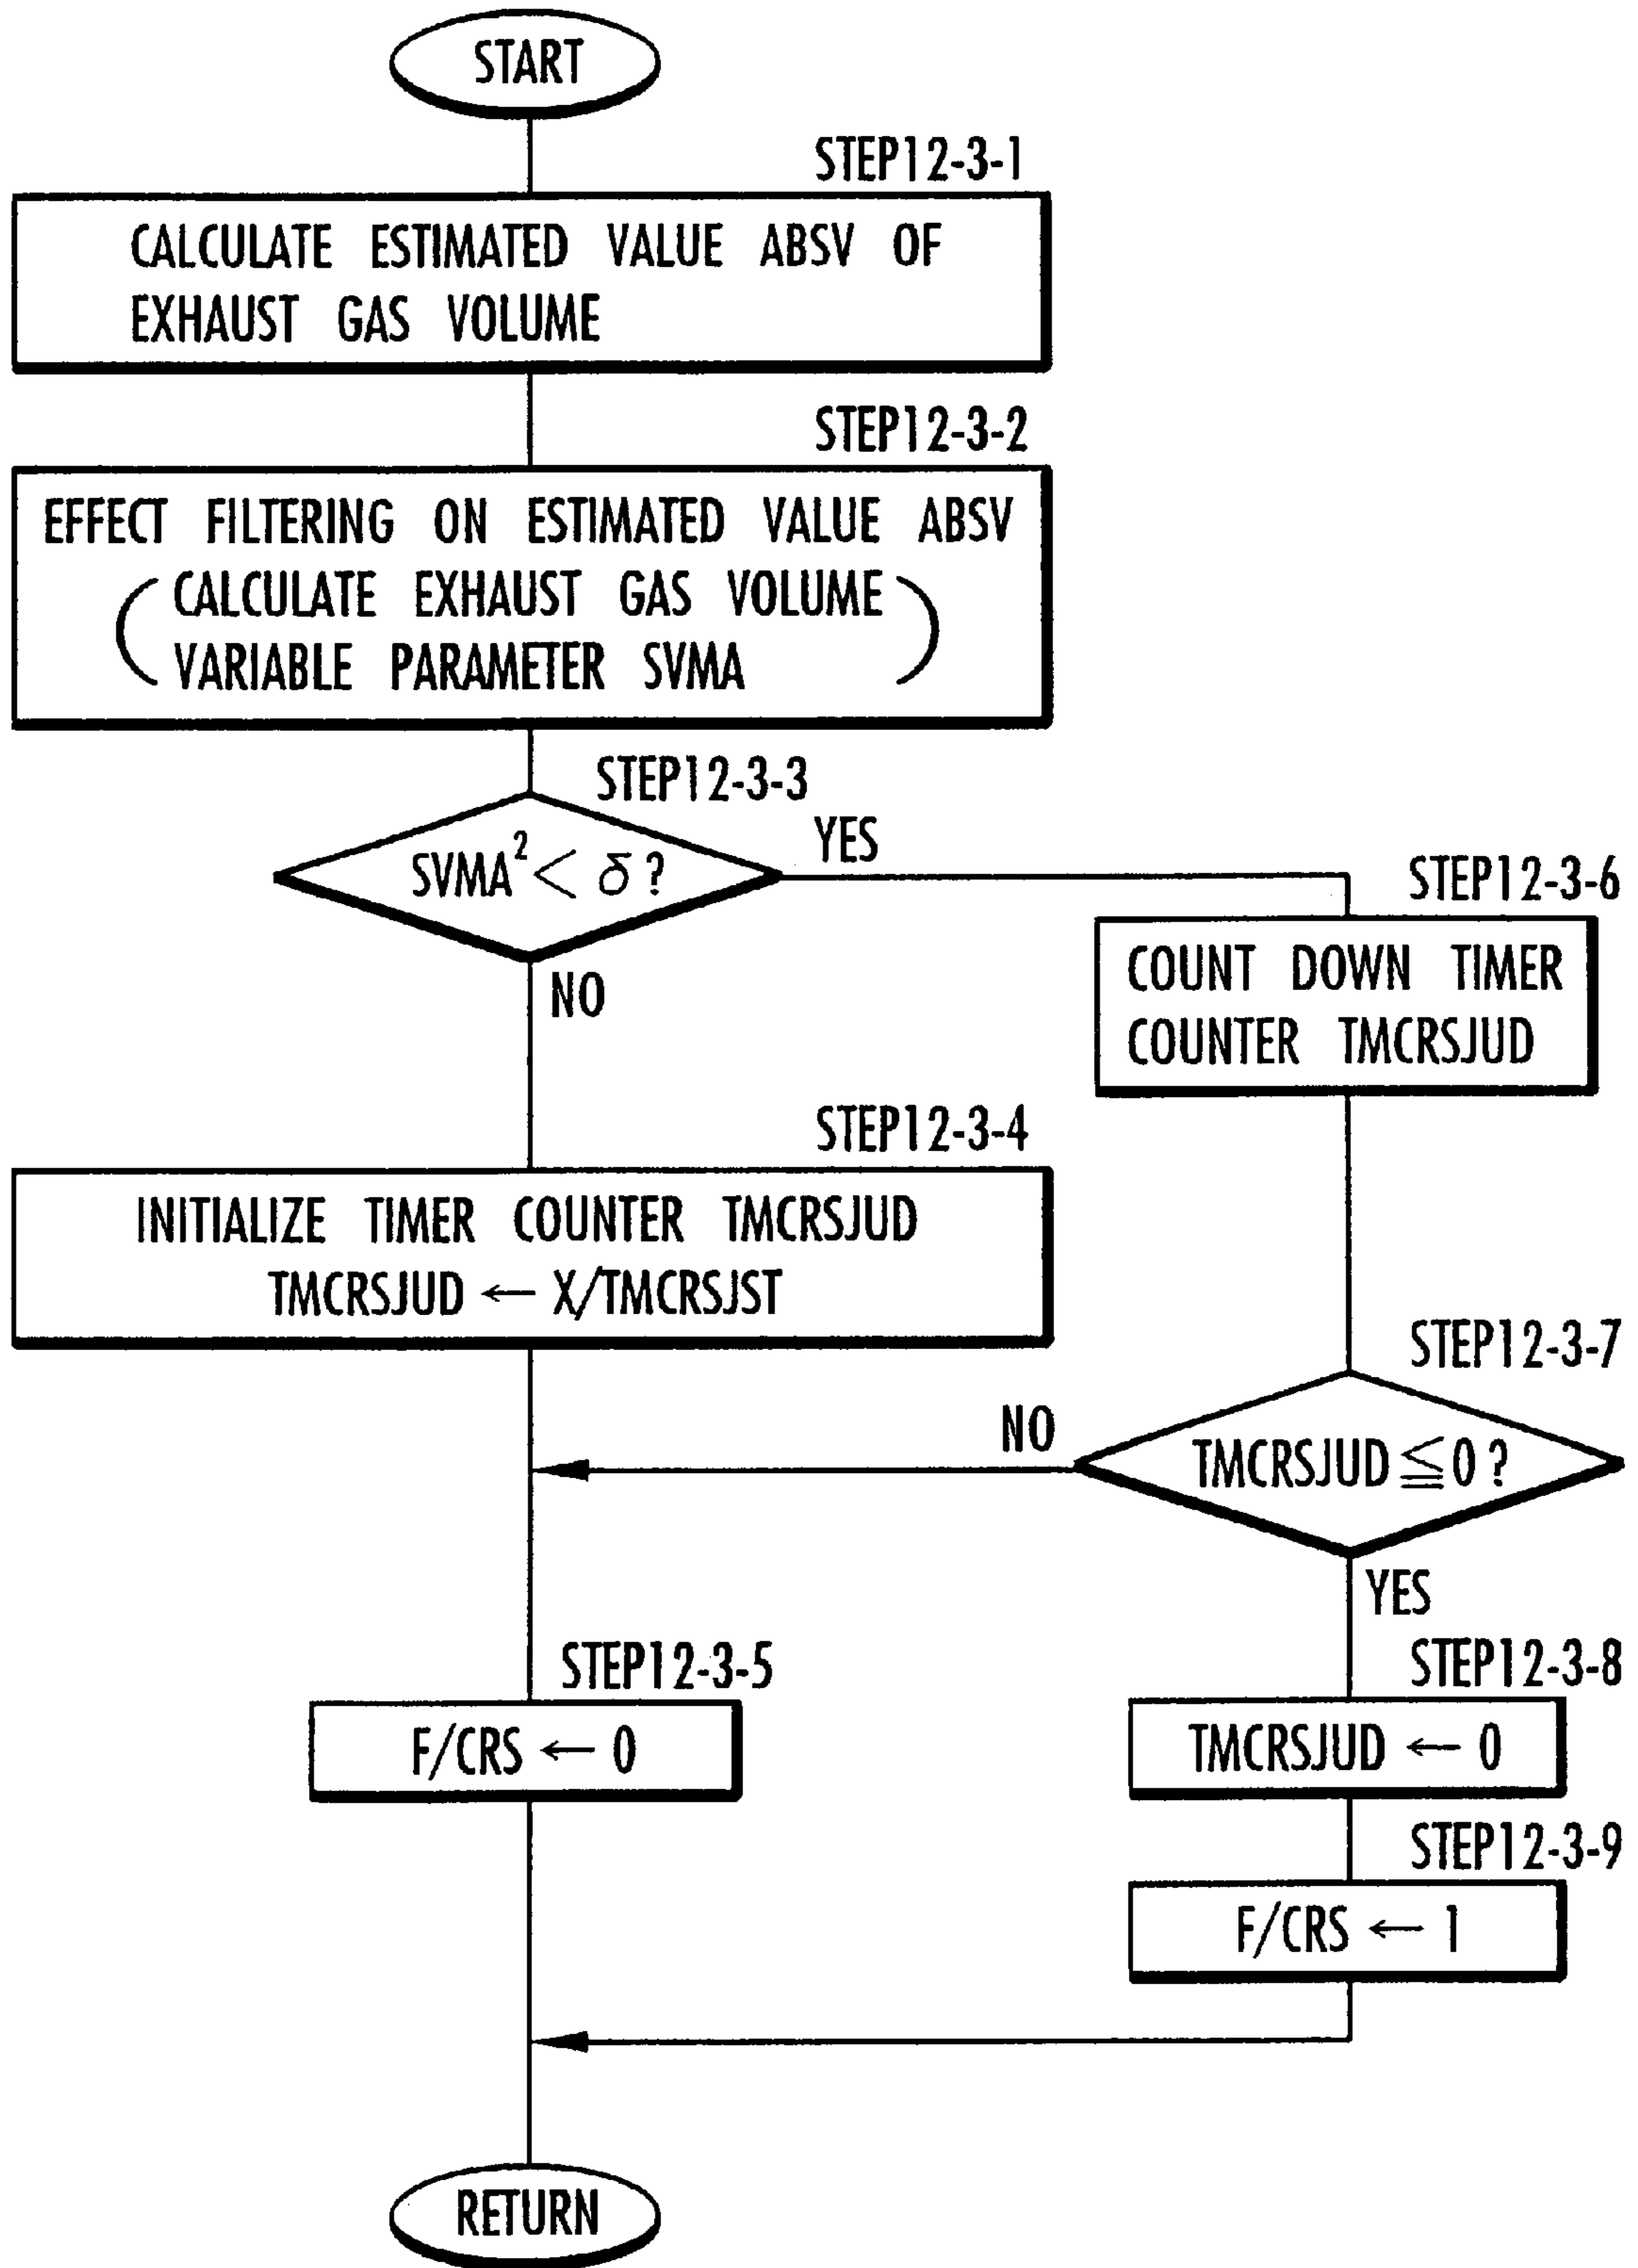 START
STEP12-3-1
CALCULATE ESTIMATED VALUE ABSV OF
EXHAUST GAS VOLUME
STEP12-3-2
EFFECT FILTERING ON ESTIMATED VALUE ABSV
( CALCULATE EXHAUST GAS VOLUME
VARIABLE PARAMETER SVMA )
STEP12-3-3
SVMA² < δ ?
YES
NO
STEP12-3-6
COUNT DOWN TIMER
COUNTER TMCRSJUD
STEP12-3-4
INITIALIZE TIMER COUNTER TMCRSJUD
TMCRSJUD ← X/TMCRSJST
STEP12-3-7
TMCRSJUD ≦ 0 ?
NO
YES
STEP12-3-5
F/CRS ← 0
STEP12-3-8
TMCRSJUD ← 0
STEP12-3-9
F/CRS ← 1
RETURN